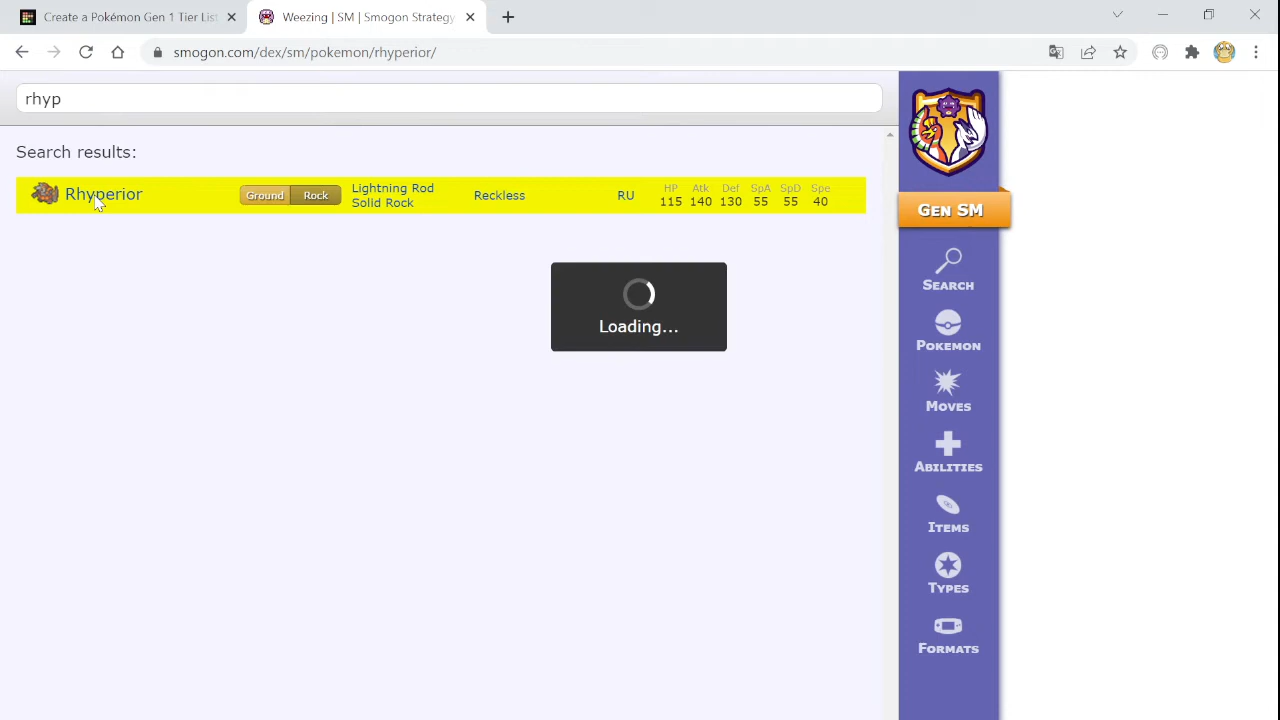 Create a Pokémon Gen 1 Tier List
Weezing | SM | Smogon Strategy
smogon.com/dex/sm/pokemon/rhyperior/
rhyp
Search results:
Rhyperior Ground Rock Lightning Rod Solid Rock Reckless RU HP 115 Atk 140 Def 130 SpA 55 SpD 55 Spe 40
Loading...
Gen SM
Search
Pokemon
Moves
Abilities
Items
Types
Formats